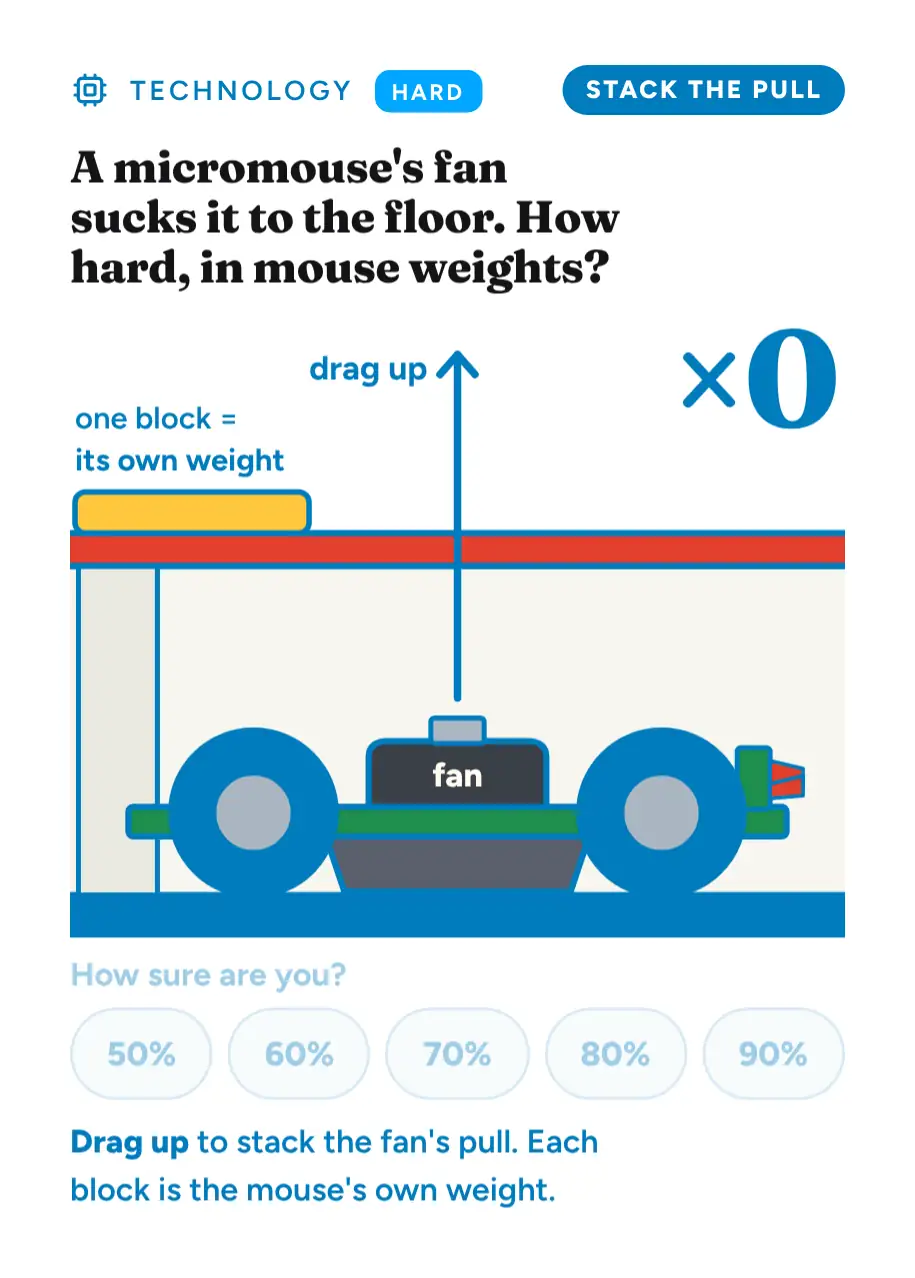 TECHNOLOGY
HARD
STACK THE PULL
A micromouse's fan
sucks it to the floor. How
hard, in mouse weights?
drag up
×0
one block =
its own weight
fan
How sure are you?
50%
60%
70%
80%
90%
Drag up to stack the fan's pull. Each
block is the mouse's own weight.